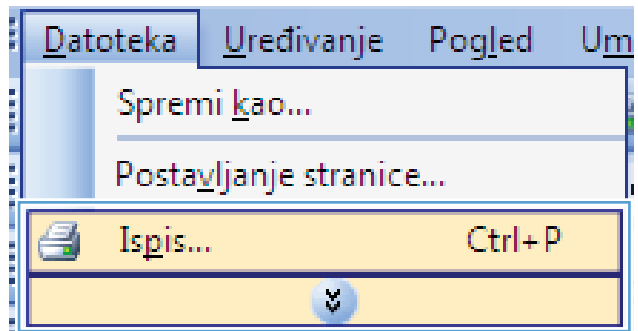 Datoteka Uređivanje Pogled Um
Spremi kao...
Postavljanje stranice...
Ispis... Ctrl+P